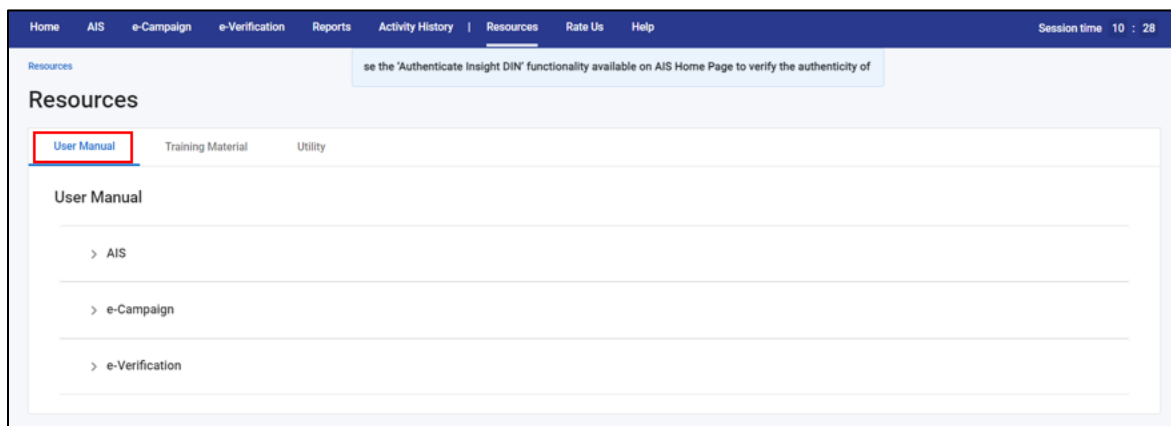 Home AIS e-Campaign e-Verification Reports Activity History | Resources Rate Us Help Session time 10 : 28
Resources
se the 'Authenticate Insight DIN' functionality available on AIS Home Page to verify the authenticity of
Resources
User Manual Training Material Utility
User Manual
> AIS
> e-Campaign
> e-Verification